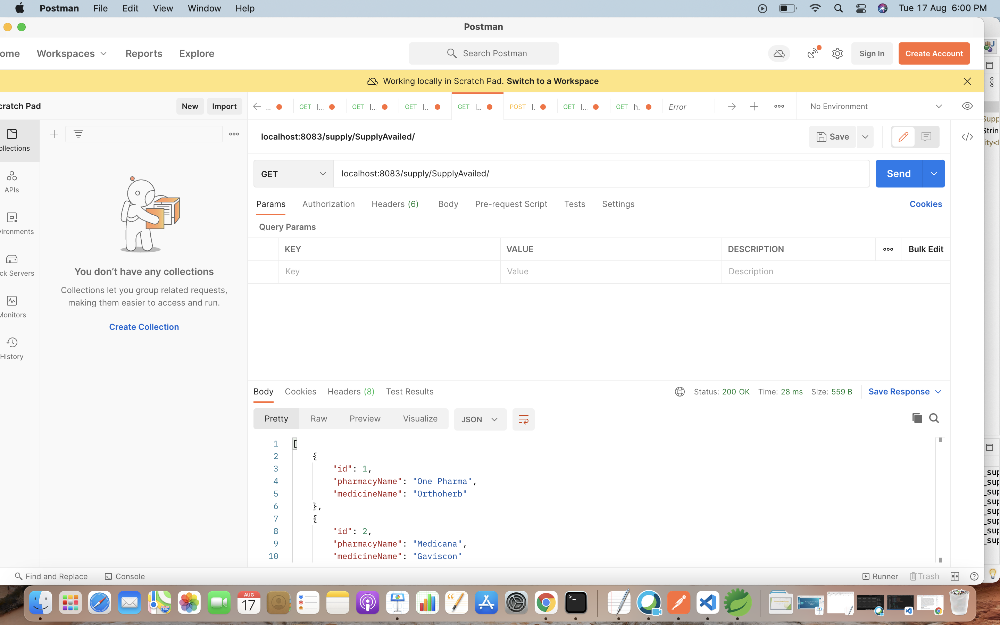 Postman File Edit View Window Help Tue 17 Aug 6:00 PM
Postman
ome Workspaces Reports Explore Search Postman Sign In Create Account
Working locally in Scratch Pad. Switch to a Workspace
cratch Pad New Import ... GET l... GET l... GET l... GET l.. POST l. GET l... GET h. Error No Environment
Supp
Strin
ity<l
ollections
localhost:8083/supply/SupplyAvailed/ Save
GET localhost:8083/supply/SupplyAvailed/ Send
APIs
Params Authorization Headers (6) Body Pre-request Script Tests Settings Cookies
Query Params
vironments
KEY VALUE DESCRIPTION Bulk Edit
Key Value Description
ck Servers
You don't have any collections
Collections let you group related requests,
making them easier to access and run.
Monitors
Create Collection
History
Body Cookies Headers (8) Test Results Status: 200 OK Time: 28 ms Size: 559 B Save Response
Pretty Raw Preview Visualize JSON
1 [
2 {
3 "id": 1,
4 "pharmacyName": "One Pharma",
5 "medicineName": "Orthoherb"
6 },
7 {
8 "id": 2,
9 "pharmacyName": "Medicana",
10 "medicineName": "Gaviscon"
_sup
_sup
_sup
_sup
_sup
_sup
_sup
_sup
Find and Replace Console Runner Trash
AUG
17
280